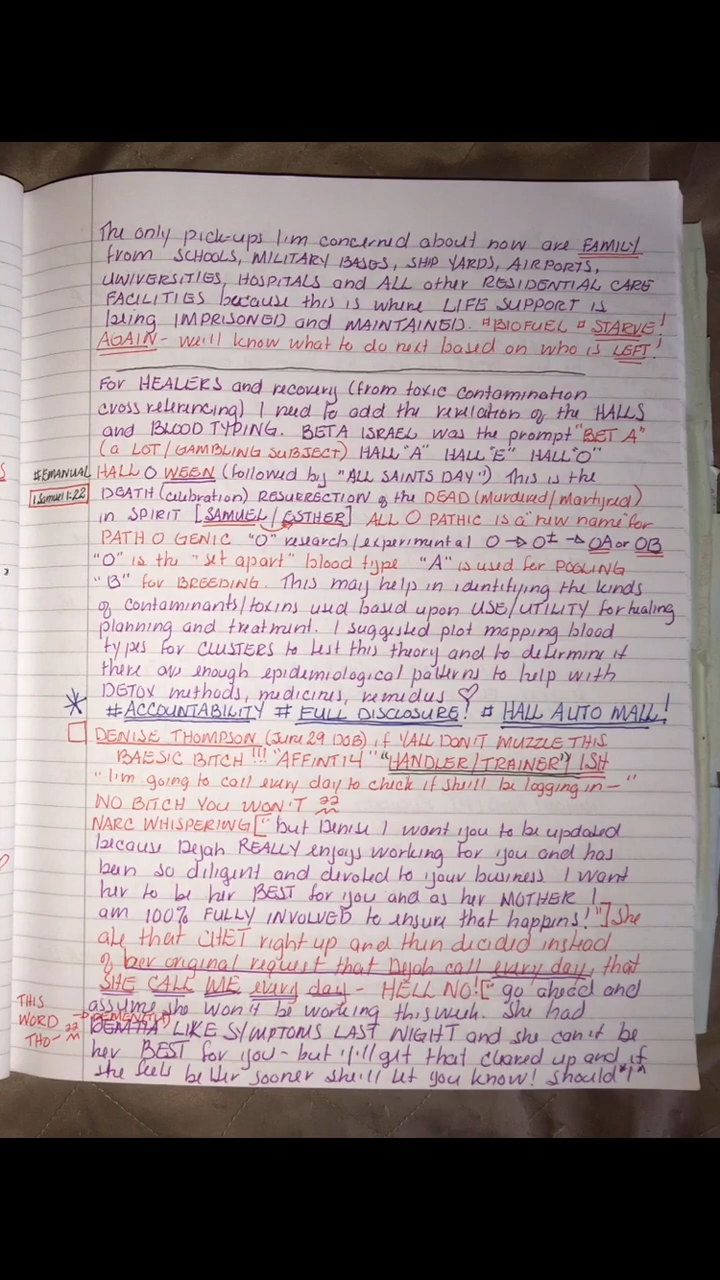 The only pick-ups I'm concerned about now are FAMILY
from SCHOOLS, MILITARY BASES, SHIP YARDS, AIRPORTS,
UNIVERSITIES, HOSPITALS and ALL other RESIDENTIAL CARE
FACILITIES because this is where LIFE SUPPORT is
being IMPRISONED and MAINTAINED. #BIOFUEL # STARVE!
AGAIN - we'll know what to do next based on who is LEFT!
For HEALERS and recovery (from toxic contamination
cross referencing) I need to add the revelation of the HALLS
and BLOOD TYPING. BETA ISRAEL was the prompt "BET A"
(a LOT/GAMBLING SUBJECT) HALL "A" HALL "E" HALL "O"
#EMANUAL HALL O WEEN (followed by "ALL SAINTS DAY") This is the
1 Samuel 1:22 DEATH (celebration) RESURRECTION of the DEAD (Murdered/Martyred)
in SPIRIT [SAMUEL/ESTHER] ALL O PATHIC is a "new name" for
PATH O GENIC "O" research/experimental O → O± → OA or OB
"O" is the "set apart" blood type "A" is used for POOLING
"B" for BREEDING. This may help in identifying the kinds
of contaminants/toxins used based upon USE/UTILITY for healing
planning and treatment. I suggested plot mapping blood
types for CLUSTERS to test this theory and to determine if
there are enough epidemiological patterns to help with
DETOX methods, medicines, remedies ♡
* #ACCOUNTABILITY # FULL DISCLOSURE! # HALL AUTO MALL!
DENISE THOMPSON (June 29 DOB) if Y'ALL DON'T MUZZLE THIS
BAESIC BITCH!!! "AFFINT14" "HANDLER/TRAINER"/ISH
"I'm going to call every day to check if she'll be logging in—"
NO BITCH YOU WON'T
NARC WHISPERING ["but Denise I want you to be updated
because Dejah REALLY enjoys working for you and has
been so diligent and devoted to your business I want
her to be her BEST for you and as her MOTHER I
am 100% FULLY INVOLVED to ensure that happens!"] She
ate that CHET right up and then decided instead
of her original request that Dejah call every day, that
SHE CALL ME every day - HELL NO! [" go ahead and
assume she won't be working this week. She had
THIS WORD THO- DEMENTIA LIKE SYMPTOMS LAST NIGHT and she can't be
her BEST for you - but I'll get that cleared up and if
she feels better sooner she'll let you know! Should